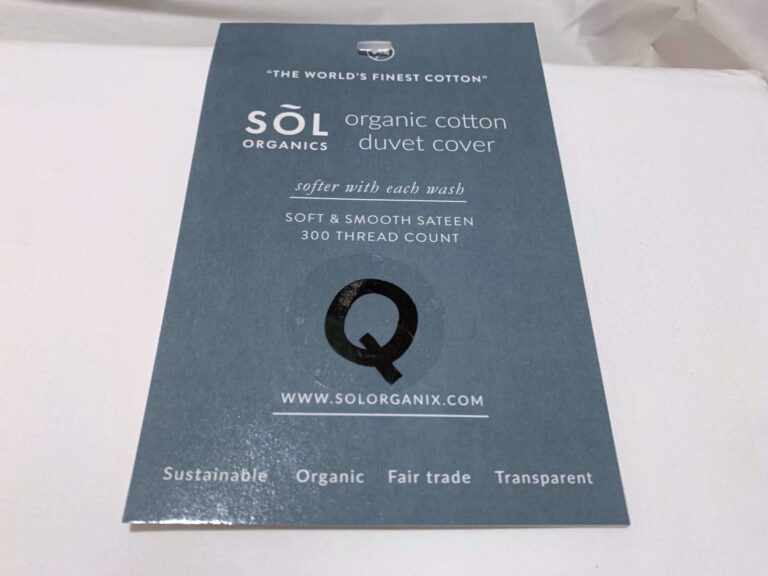 "THE WORLD'S FINEST COTTON"
SÕL
ORGANICS
organic cotton
duvet cover
softer with each wash
SOFT & SMOOTH SATEEN
300 THREAD COUNT
Q
WWW.SOLORGANIX.COM
Sustainable Organic Fair trade Transparent